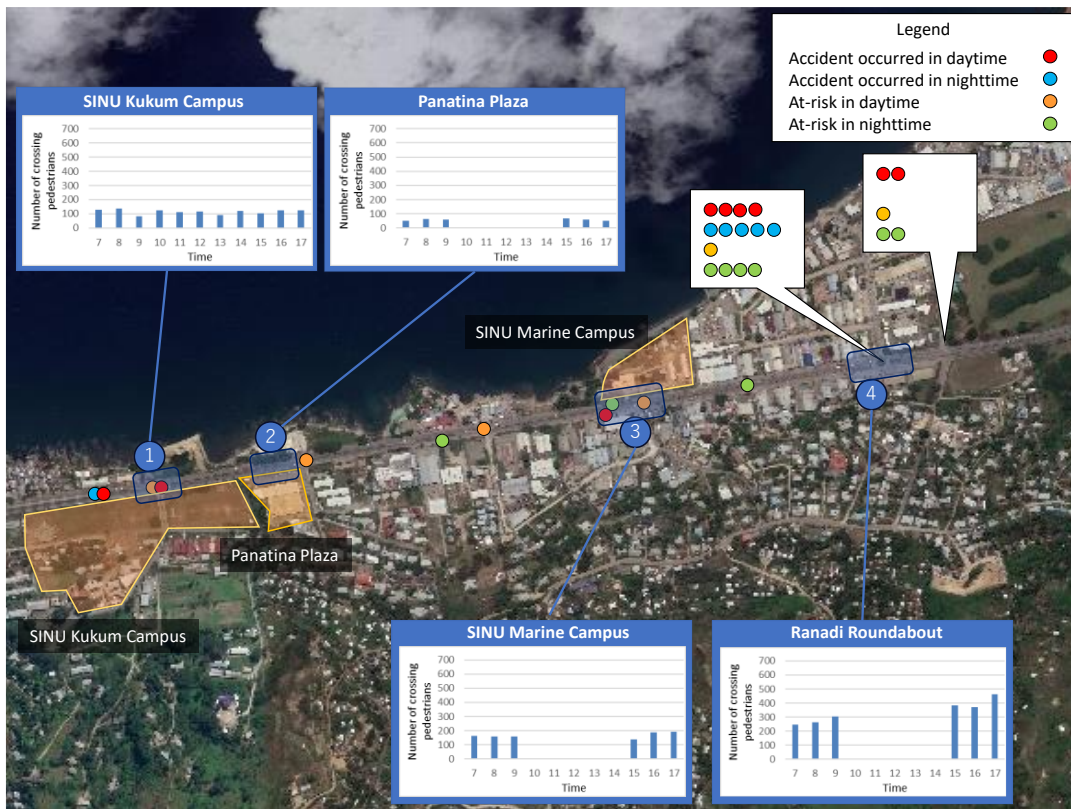 Legend
Accident occurred in daytime
Accident occurred in nighttime
At-risk in daytime
At-risk in nighttime
SINU Kukum Campus
Number of crossing
pedestrians
700
600
500
400
300
200
100
0
7 8 9 10 11 12 13 14 15 16 17
Time
Panatina Plaza
Number of crossing
pedestrians
700
600
500
400
300
200
100
0
7 8 9 10 11 12 13 14 15 16 17
Time
SINU Marine Campus
1
2
3
4
Panatina Plaza
SINU Kukum Campus
SINU Marine Campus
Number of crossing
pedestrians
700
600
500
400
300
200
100
0
7 8 9 10 11 12 13 14 15 16 17
Time
Ranadi Roundabout
Number of crossing
pedestrians
700
600
500
400
300
200
100
0
7 8 9 10 11 12 13 14 15 16 17
Time